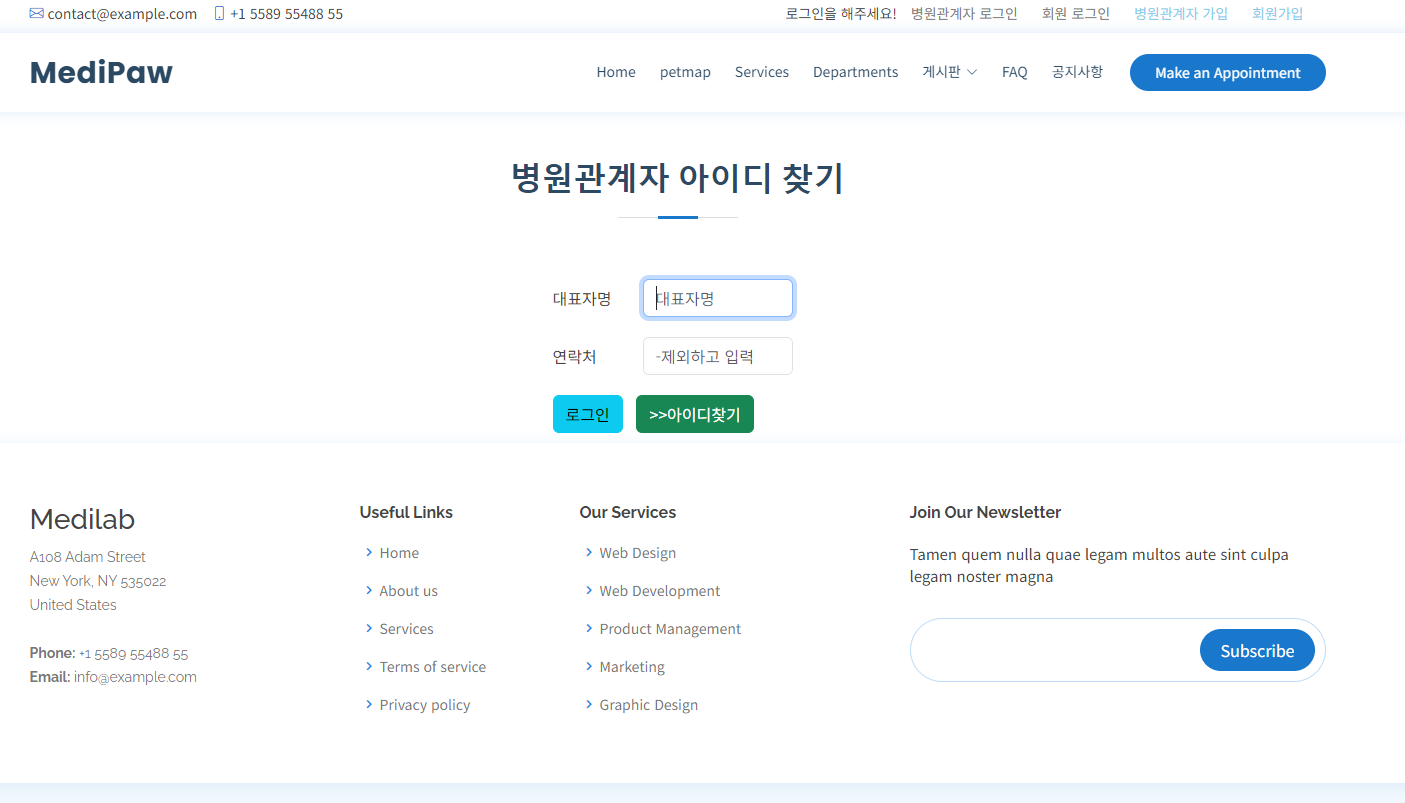 contact@example.com +1 5589 55488 55 로그인을 해주세요! 병원관계자 로그인 회원 로그인 병원관계자 가입 회원가입
MediPaw Home petmap Services Departments 게시판 FAQ 공지사항 Make an Appointment
병원관계자 아이디 찾기
대표자명 대표자명
연락처 -제외하고 입력
로그인 >>아이디찾기
Medilab
A108 Adam Street
New York, NY 535022
United States
Phone: +1 5589 55488 55
Email: info@example.com
Useful Links
Home
About us
Services
Terms of service
Privacy policy
Our Services
Web Design
Web Development
Product Management
Marketing
Graphic Design
Join Our Newsletter
Tamen quem nulla quae legam multos aute sint culpa
legam noster magna
Subscribe